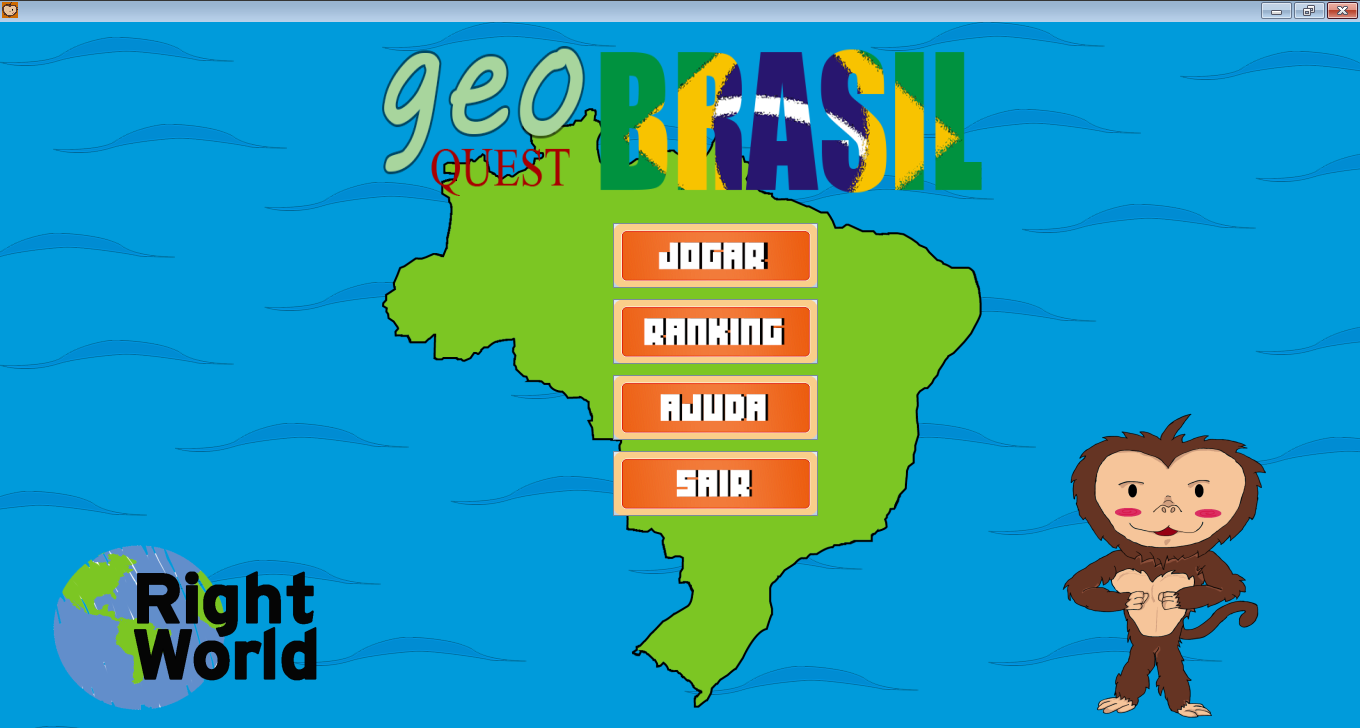 geo BRASIL
QUEST
JOGAR
RANKING
AJUDA
SAIR
Right
World